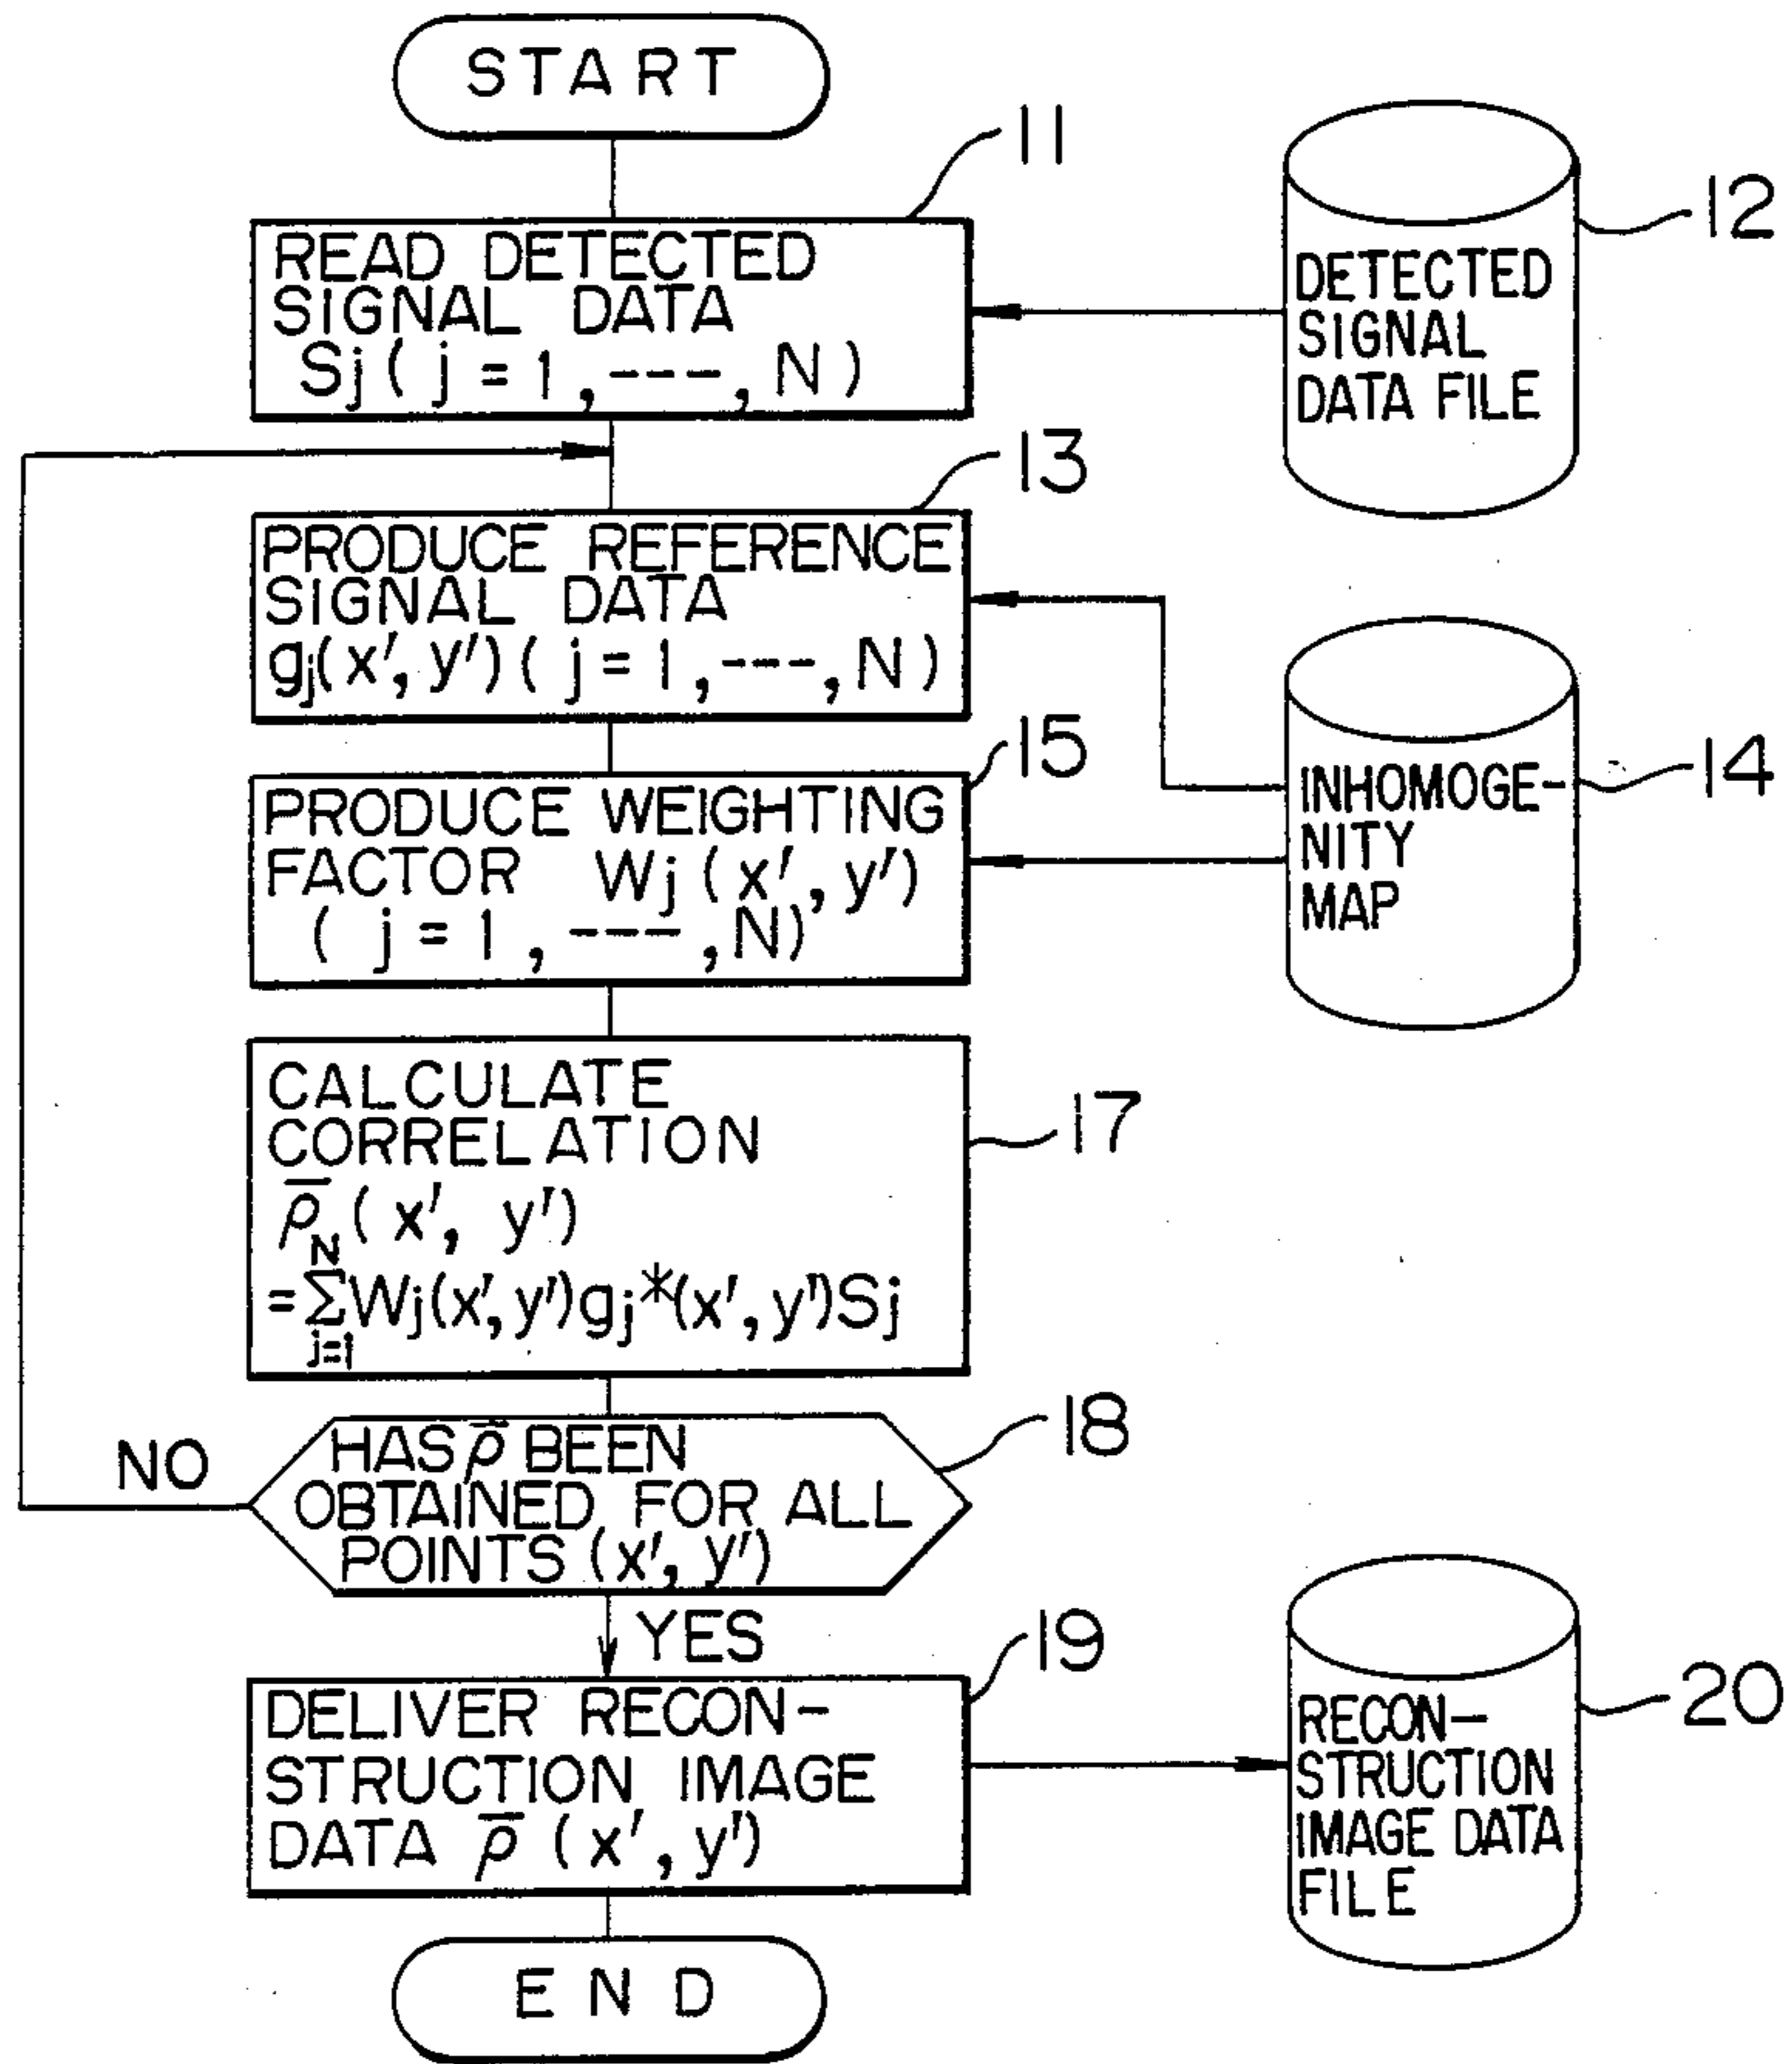 START
11
READ DETECTED
SIGNAL DATA
Sj ( j = 1 , --- , N )
12
DETECTED
SIGNAL
DATA FILE
13
PRODUCE REFERENCE
SIGNAL DATA
gj(x', y') ( j = 1 , --- , N )
14
INHOMOGE-
NITY
MAP
15
PRODUCE WEIGHTING
FACTOR Wj (x', y')
( j = 1 , --- , N)
17
CALCULATE
CORRELATION
ρ̅ (x', y')
N
=ΣWj(x',y')gj*(x',y')Sj
j=1
18
HAS ρ̅ BEEN
OBTAINED FOR ALL
POINTS (x', y')
NO
YES
19
DELIVER RECON-
STRUCTION IMAGE
DATA ρ̅ (x', y')
20
RECON-
STRUCTION
IMAGE DATA
FILE
END